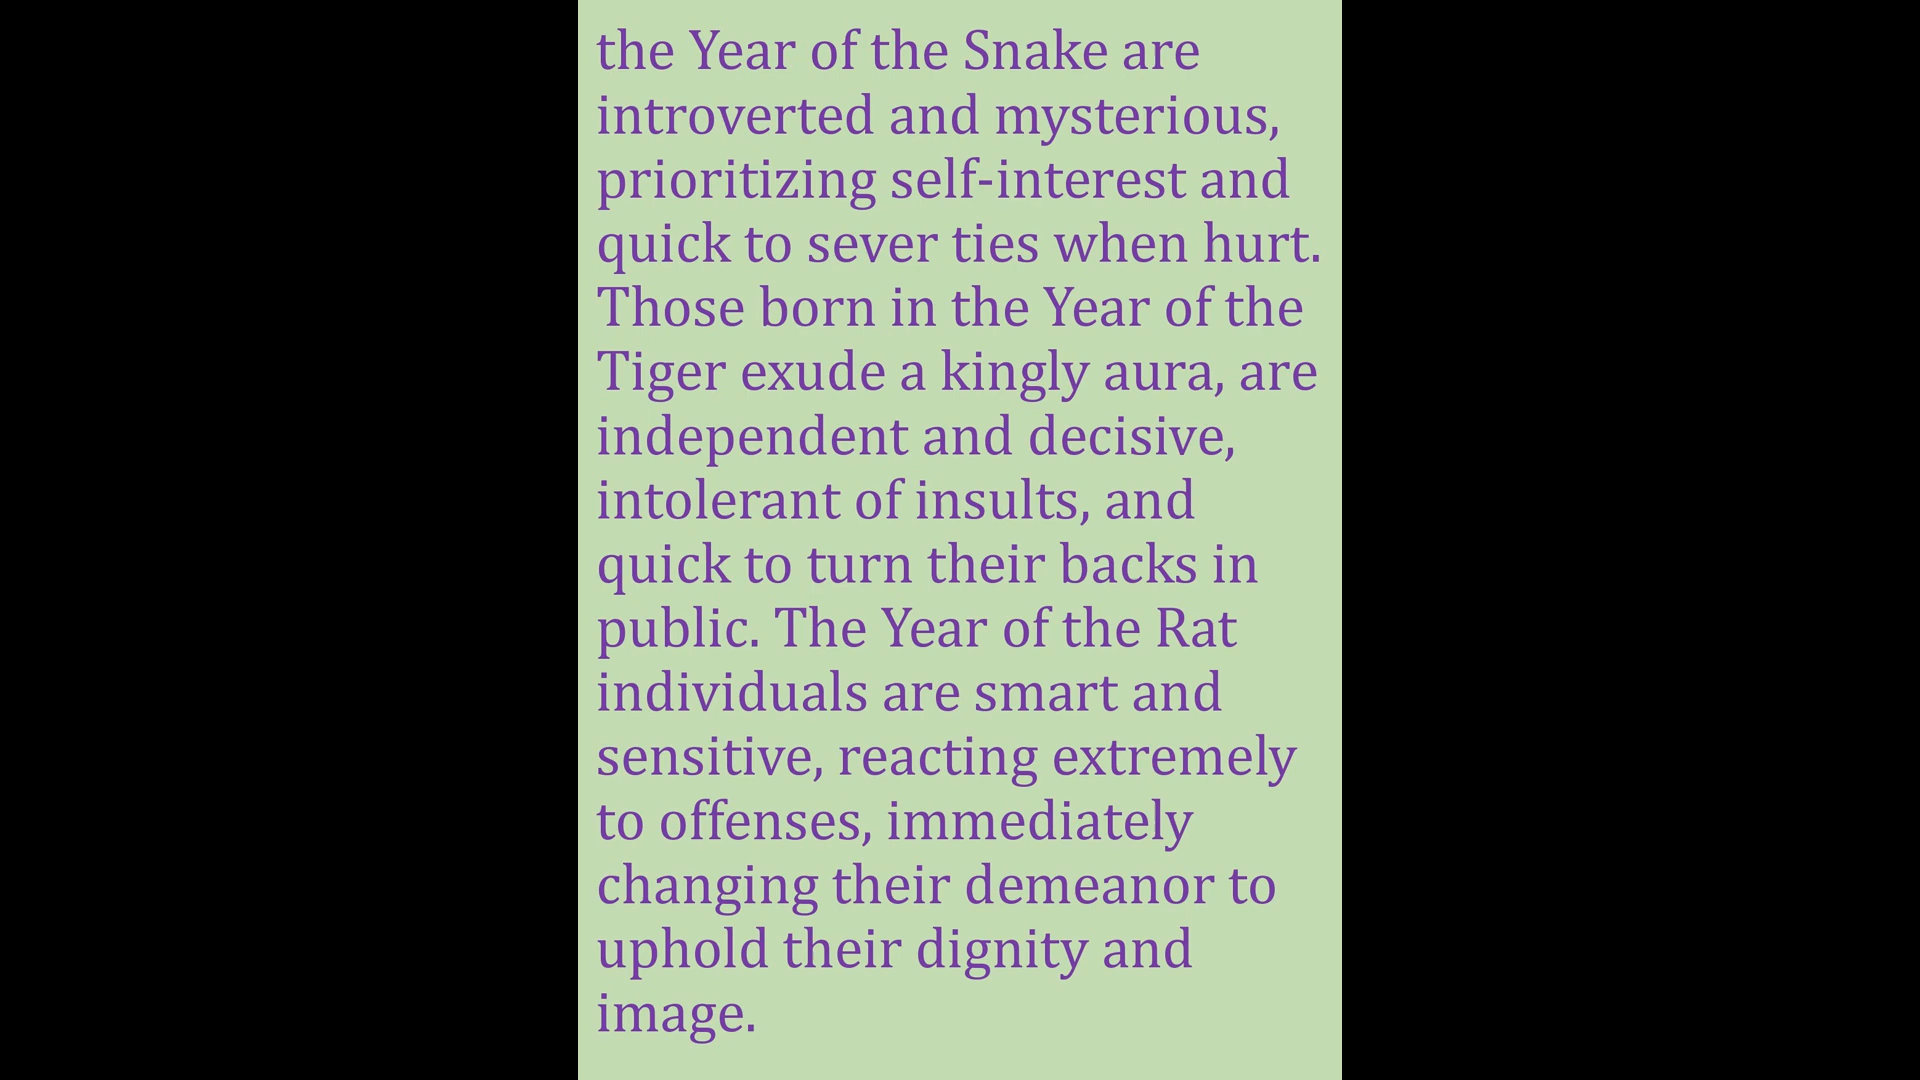 the Year of the Snake are
introverted and mysterious,
prioritizing self-interest and
quick to sever ties when hurt.
Those born in the Year of the
Tiger exude a kingly aura, are
independent and decisive,
intolerant of insults, and
quick to turn their backs in
public. The Year of the Rat
individuals are smart and
sensitive, reacting extremely
to offenses, immediately
changing their demeanor to
uphold their dignity and
image.